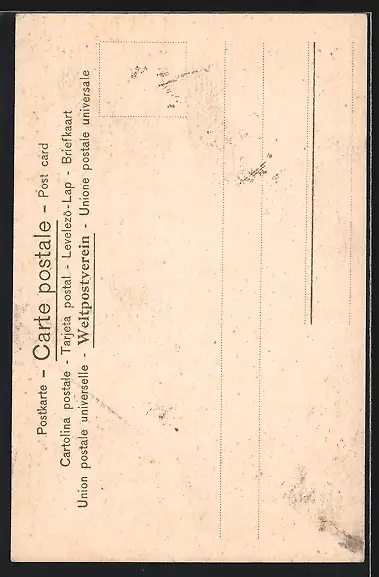 Postkarte – Carte postale – Post card
Cartolina postale - Tarjeta postal - Levelező-Lap - Briefkaart
Union postale universelle - Weltpostverein - Unione postale universale